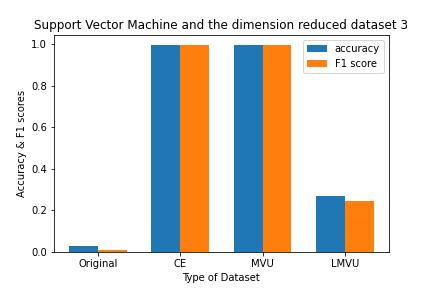 Support Vector Machine and the dimension reduced dataset 3
accuracy
F1 score
Accuracy & F1 scores
1.0
0.8
0.6
0.4
0.2
0.0
Original CE MVU LMVU
Type of Dataset